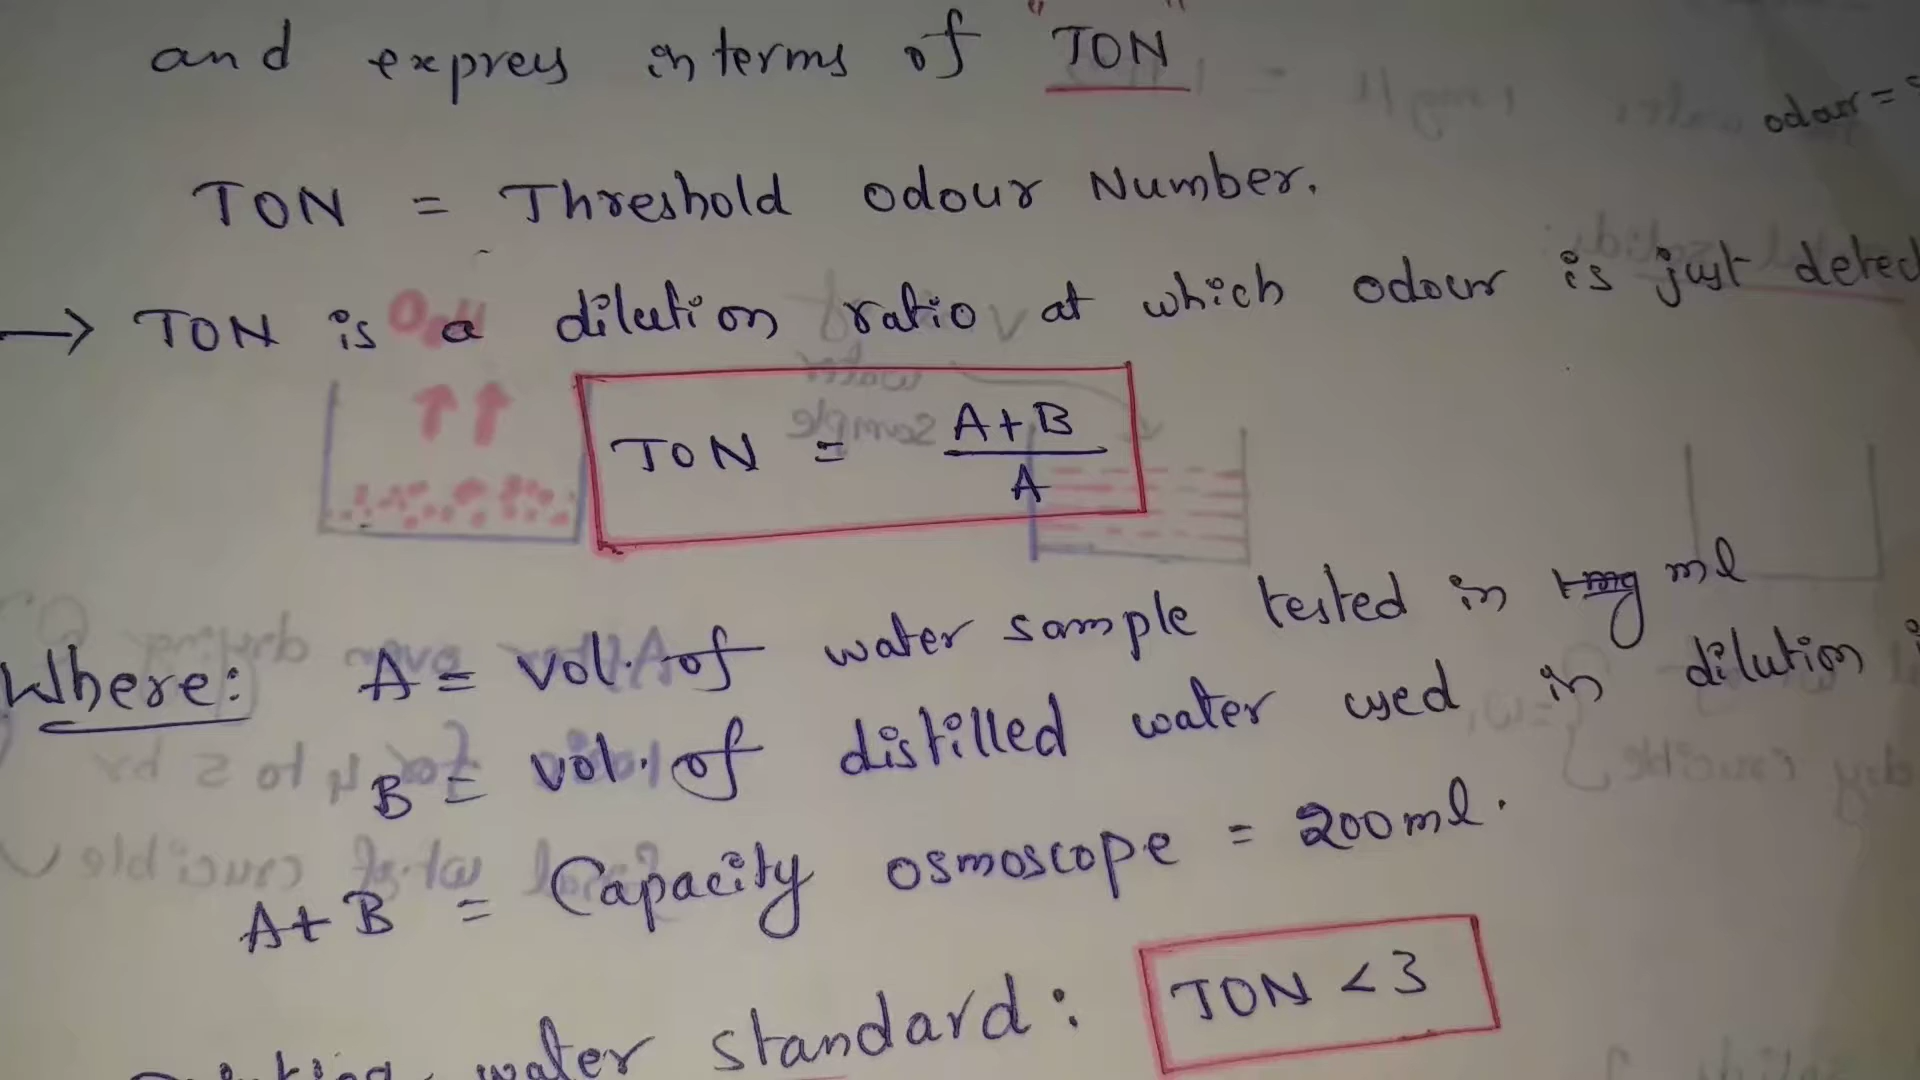 and express in terms of "TON"
odour =
TON = Threshold odour Number.
→ TON is a dilution ratio at which odour is just detec
TON = A+B / A
Where: A = vol. of water sample tested in ml
B = vol. of distilled water used in dilution i
A+B = Capacity osmoscope = 200ml.
water standard: TON <3